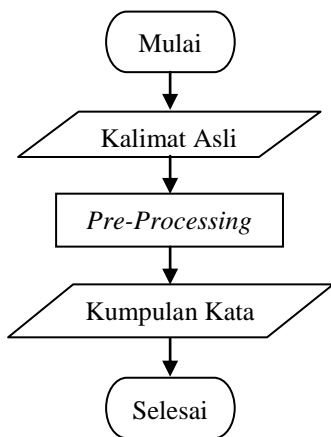 Mulai
Kalimat Asli
Pre-Processing
Kumpulan Kata
Selesai